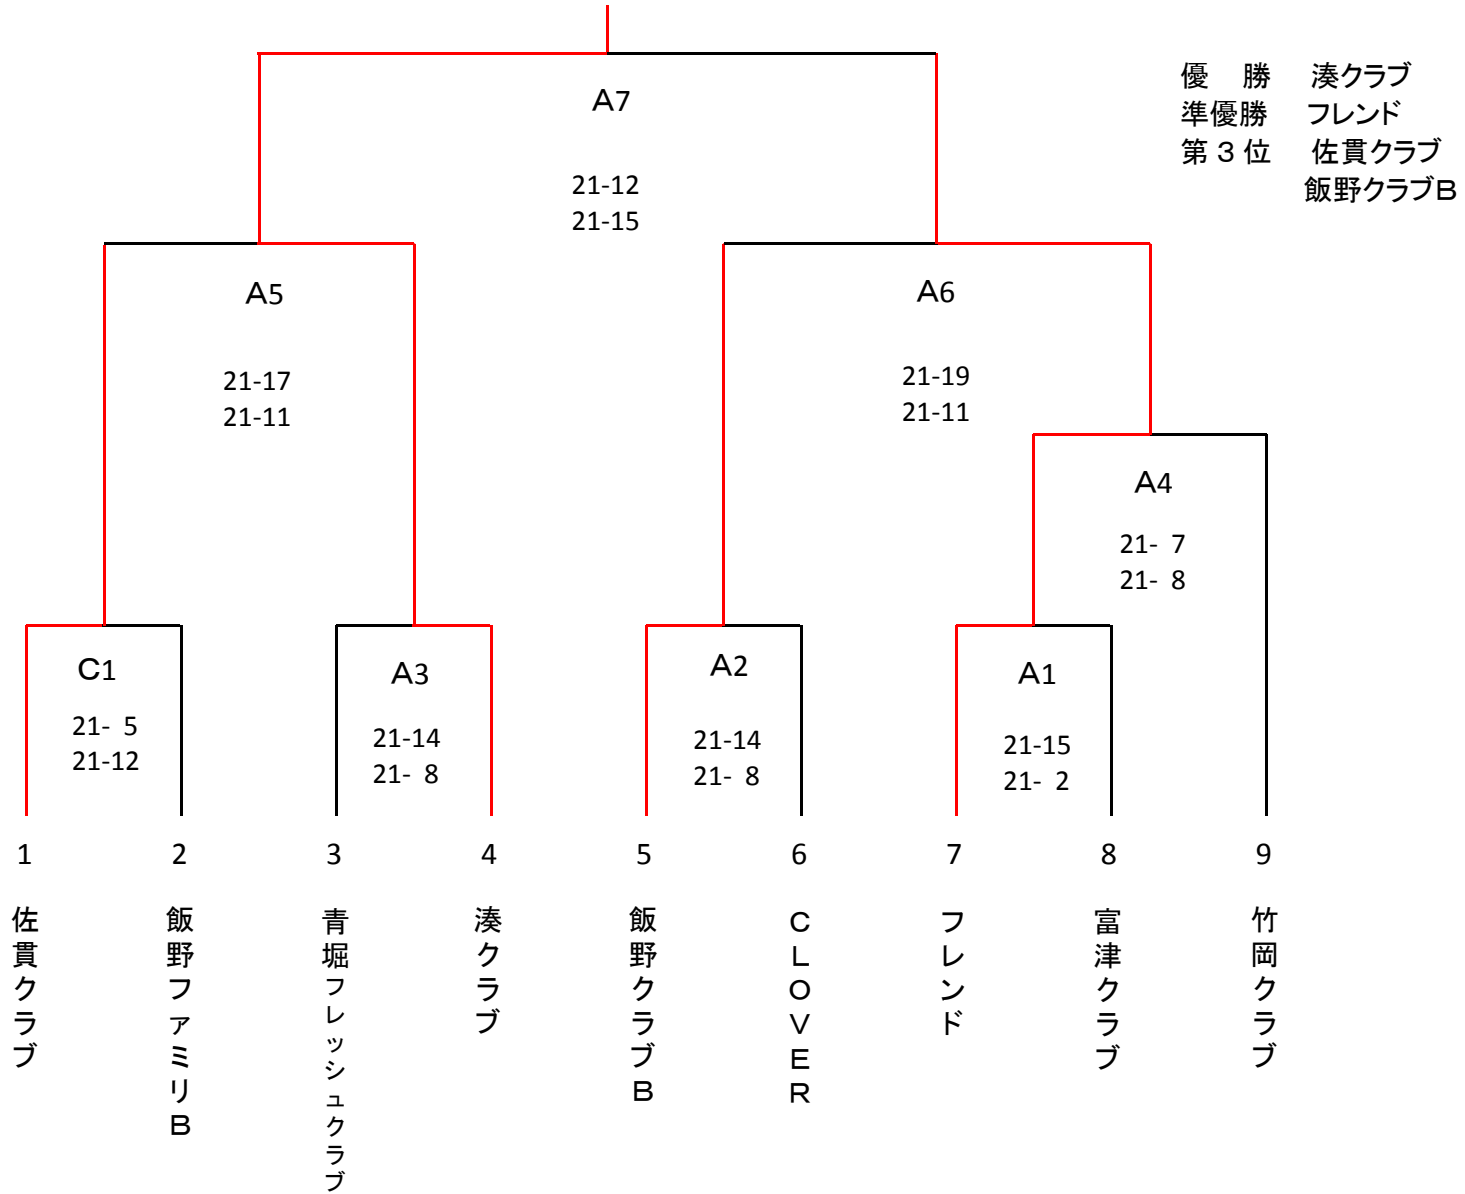 優　勝　湊クラブ
準優勝　フレンド
第３位　佐貫クラブ
飯野クラブＢ
Ａ7
21-12
21-15
Ａ5
21-17
21-11
Ａ6
21-19
21-11
Ａ4
21- 7
21- 8
Ｃ1
21- 5
21-12
Ａ3
21-14
21- 8
Ａ2
21-14
21- 8
Ａ1
21-15
21- 2
1
2
3
4
5
6
7
8
9
佐貫クラブ
飯野ファミリＢ
青堀フレッシュクラブ
湊クラブ
飯野クラブＢ
ＣＬＯＶＥＲ
フレンド
富津クラブ
竹岡クラブ